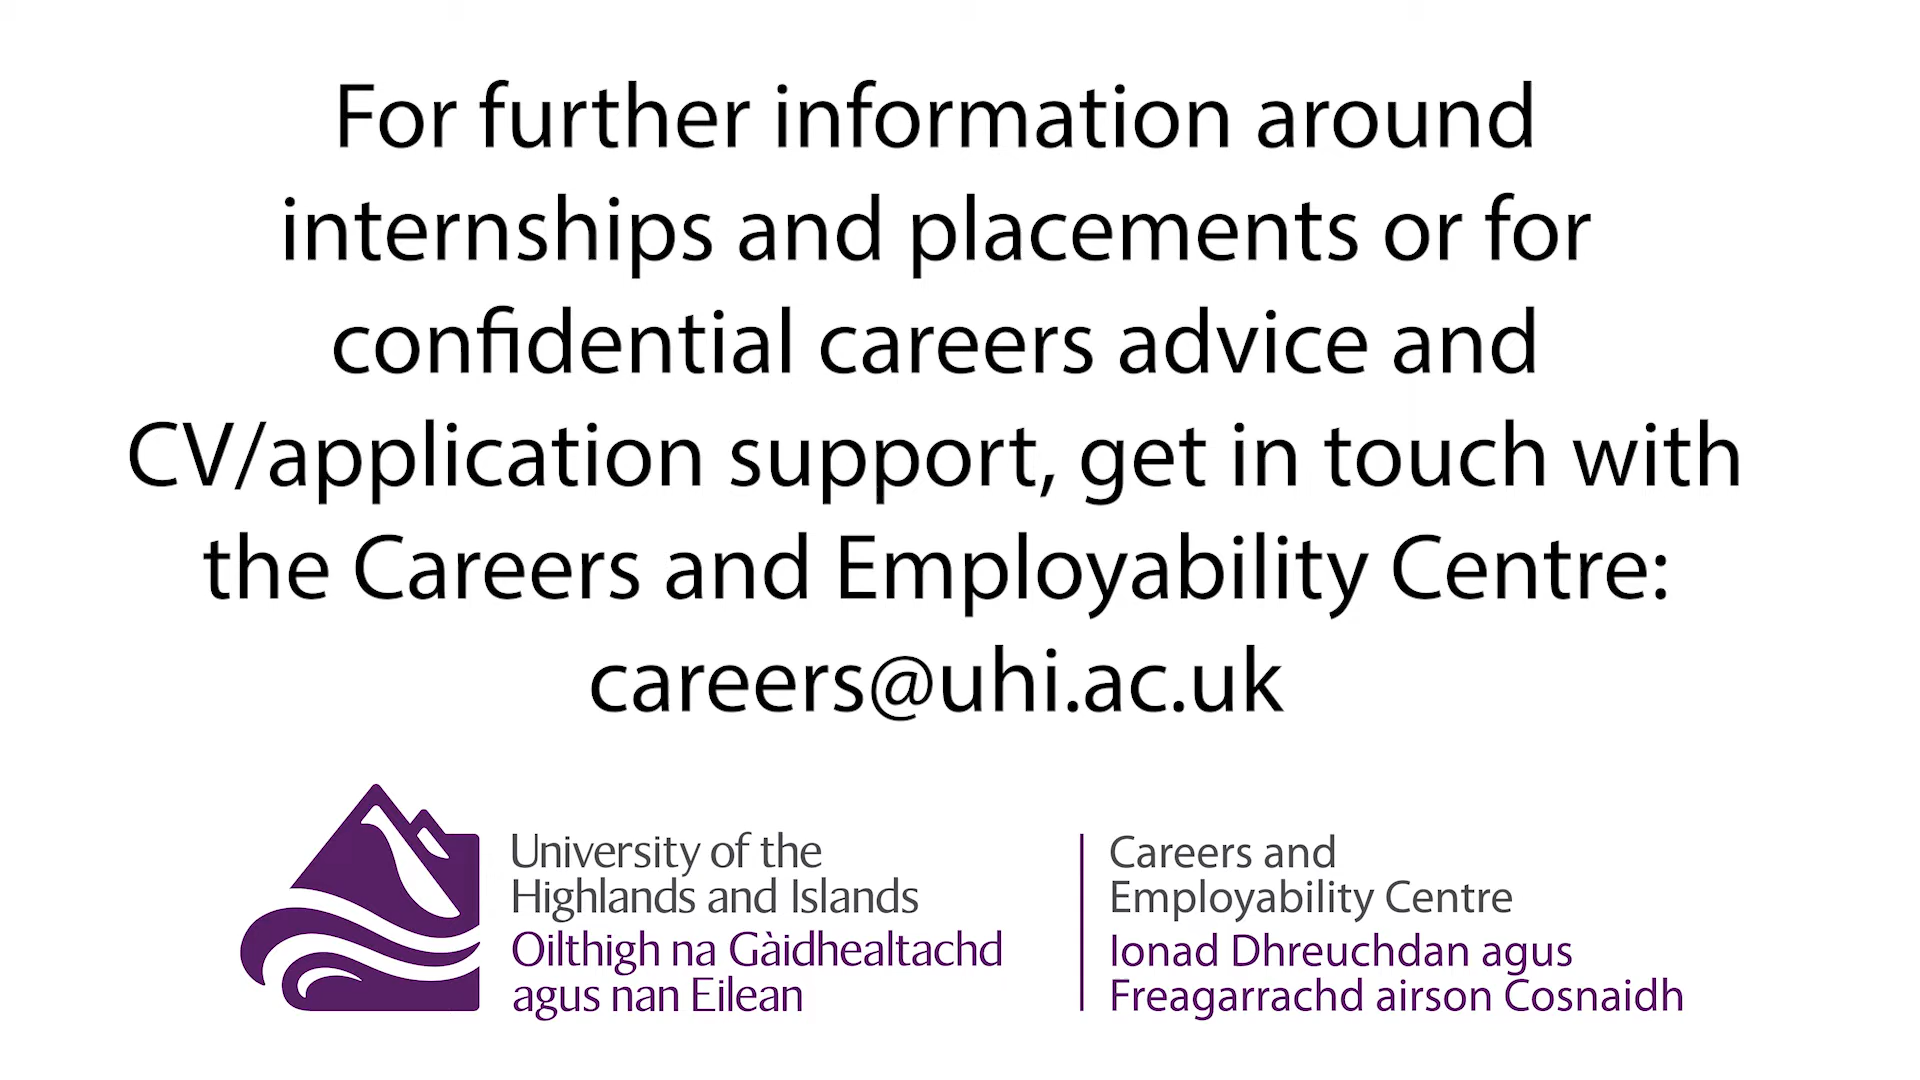 For further information around
internships and placements or for
confidential careers advice and
CV/application support, get in touch with
the Careers and Employability Centre:
careers@uhi.ac.uk
University of the
Highlands and Islands
Oilthigh na Gàidhealtachd
agus nan Eilean
Careers and
Employability Centre
Ionad Dhreuchdan agus
Freagarrachd airson Cosnaidh